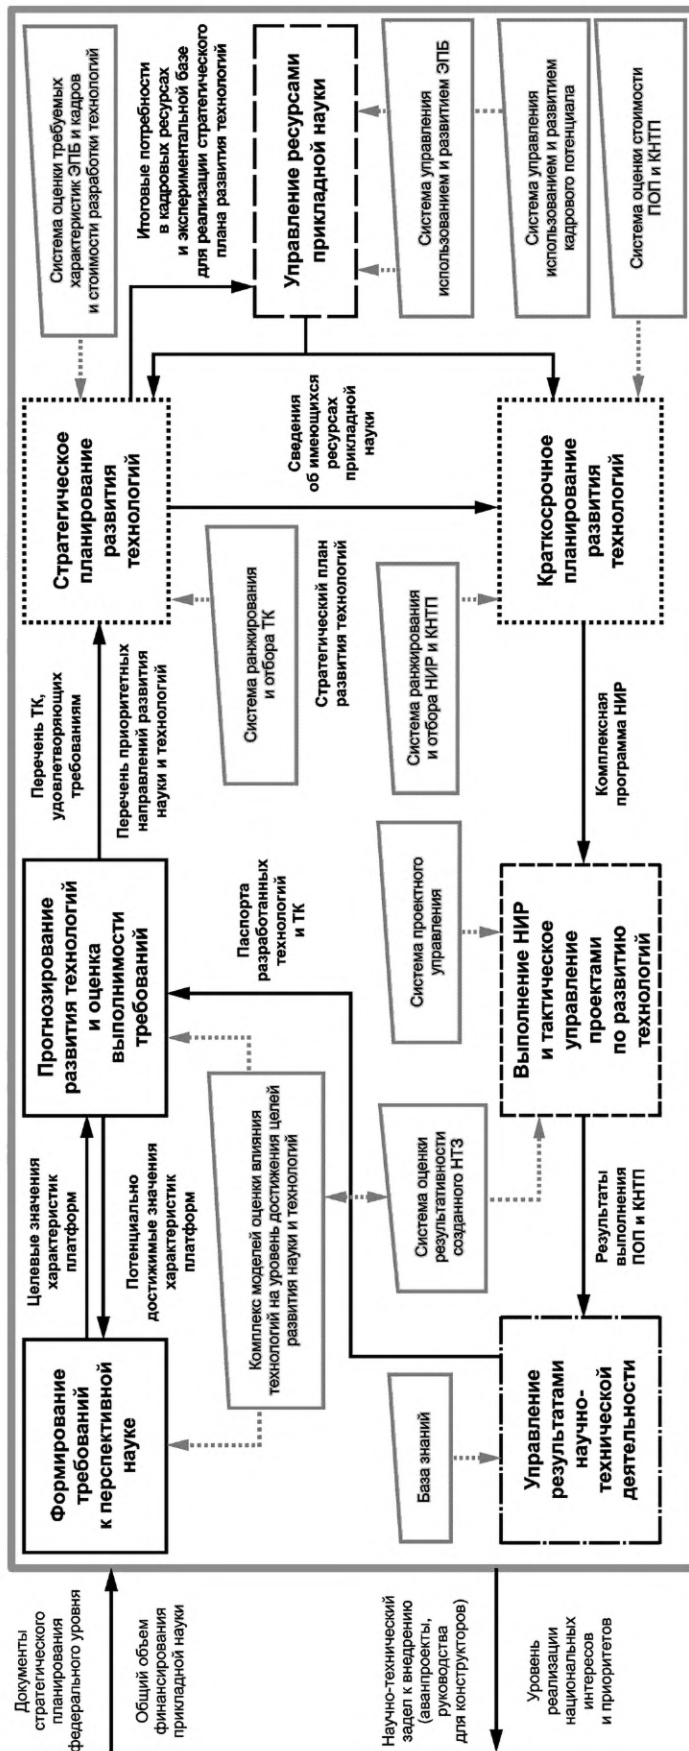 Документы
стратегического
планирования
федерального уровня
Общий объем
финансирования
прикладной науки
Научно-технический
задел к внедрению
(аванпроекты,
руководства
для конструкторов)
Уровень
реализации
национальных
интересов
и приоритетов
Формирование
требований
к перспективной
науке
Целевые значения
характеристик
платформ
Потенциально
достижимые значения
характеристик
платформ
Прогнозирование
развития технологий
и оценка
выполнимости
требований
Перечень ТК,
удовлетворяющих
требованиям
Перечень приоритетных
направлений развития
науки и технологий
Стратегическое
планирование
развития
технологий
Система оценки требуемых
характеристик ЭПБ и кадров
и стоимости разработки технологий
Итоговые потребности
в кадровых ресурсах
и экспериментальной базе
для реализации стратегического
плана развития технологий
Управление ресурсами
прикладной науки
Сведения
об имеющихся
ресурсах
прикладной
науки
Система управления
использованием и развитием ЭПБ
Система управления
использованием и развитием
кадрового потенциала
Система оценки стоимости
ПОП и КНТП
Комплекс моделей оценки влияния
технологий на уровень достижения целей
развития науки и технологий
Паспорта
разработанных
технологий
и ТК
Система ранжирования
и отбора ТК
Стратегический план
развития технологий
База знаний
Система оценки
результативности
созданного НТЗ
Система проектного
управления
Система ранжирования
и отбора НИР и КНТП
Управление
результатами
научно-
технической
деятельности
Результаты
выполнения
ПОП и КНТП
Выполнение НИР
и тактическое
управление
проектами
по развитию
технологий
Комплексная
программа НИР
Краткосрочное
планирование
развития
технологий